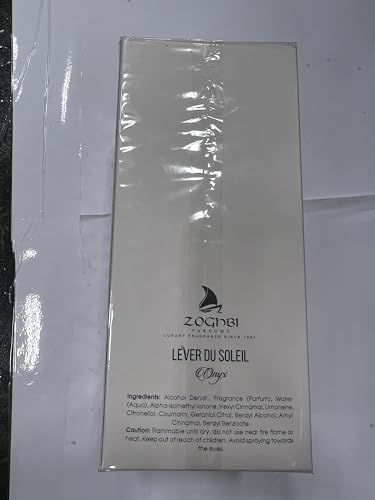 ZOGHBI
PARFUMS
LUXURY FRAGRANCE SINCE 1961
LEVER DU SOLEIL
Onyx
Ingredients: Alcohol Denat., Fragrance (Parfum), Water
(Aqua), Alpha-Isomethyl Ionone, Hexyl Cinnamal, Limonene,
Citronellol, Coumarin, Geraniol, Citral, Benzyl Alcohol, Amyl
Cinnamal, Benzyl Benzoate.
Caution: Flammable until dry, do not use near fire flame or
heat. Keep out of reach of children. Avoid spraying towards
the eyes.